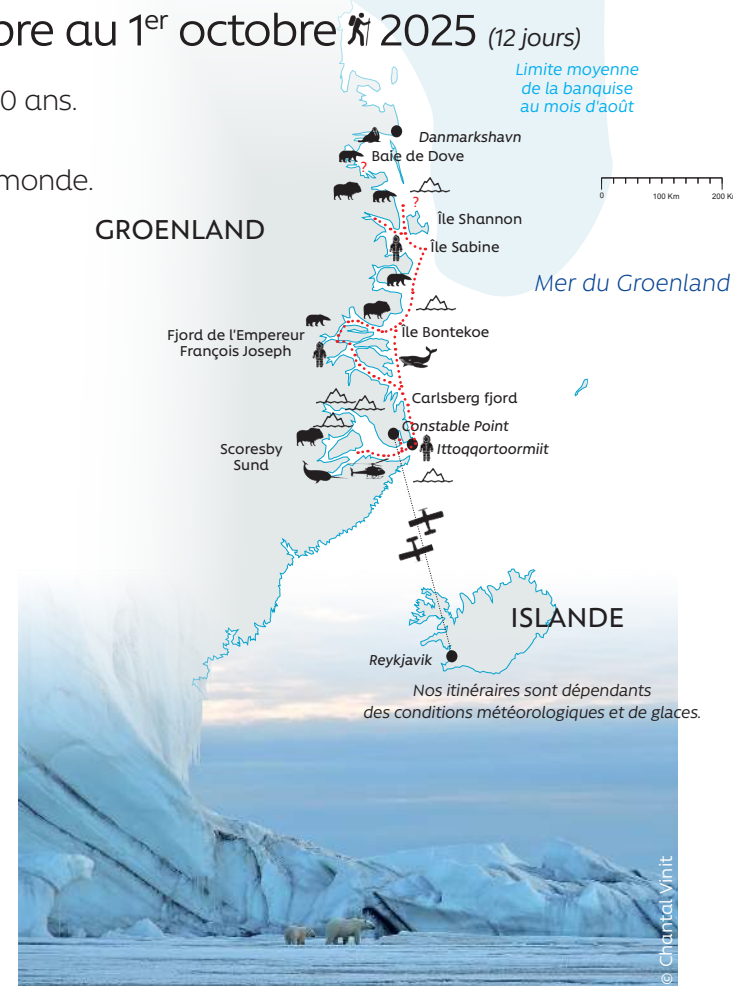 bre au 1er octobre 2025 (12 jours)
0 ans.
monde.
Limite moyenne
de la banquise
au mois d'août
Danmarkshavn
Baie de Dove
?
?
0
100 Km
200 Km
Île Shannon
GROENLAND
Île Sabine
Mer du Groenland
Île Bontekoe
Fjord de l'Empereur
François Joseph
Carlsberg fjord
Constable Point
Ittoqqortoormiit
Scoresby
Sund
ISLANDE
Reykjavik
Nos itinéraires sont dépendants
des conditions météorologiques et de glaces.
© Chantal Vinit